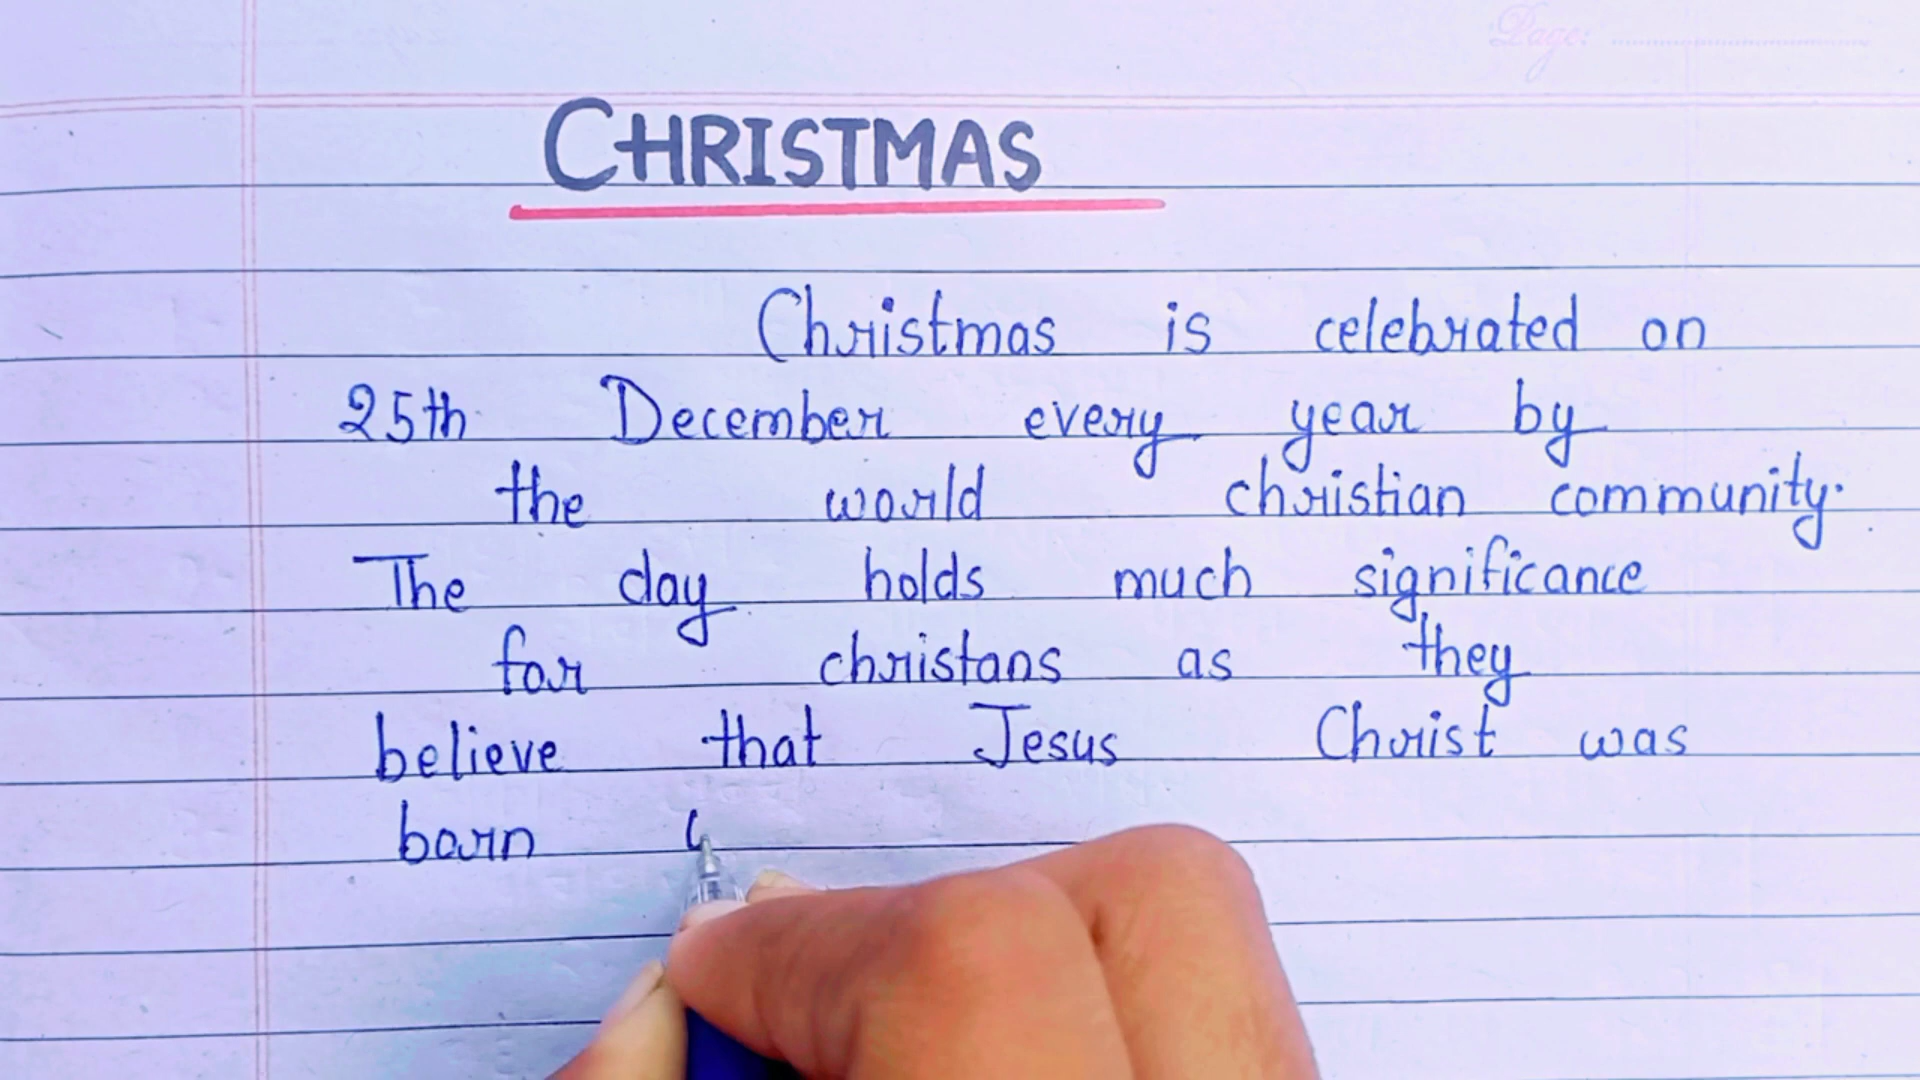 Page:
CHRISTMAS
Christmas is celebrated on
25th December every year by
the world christian community.
The day holds much significance
for christans as they
believe that Jesus Christ was
born